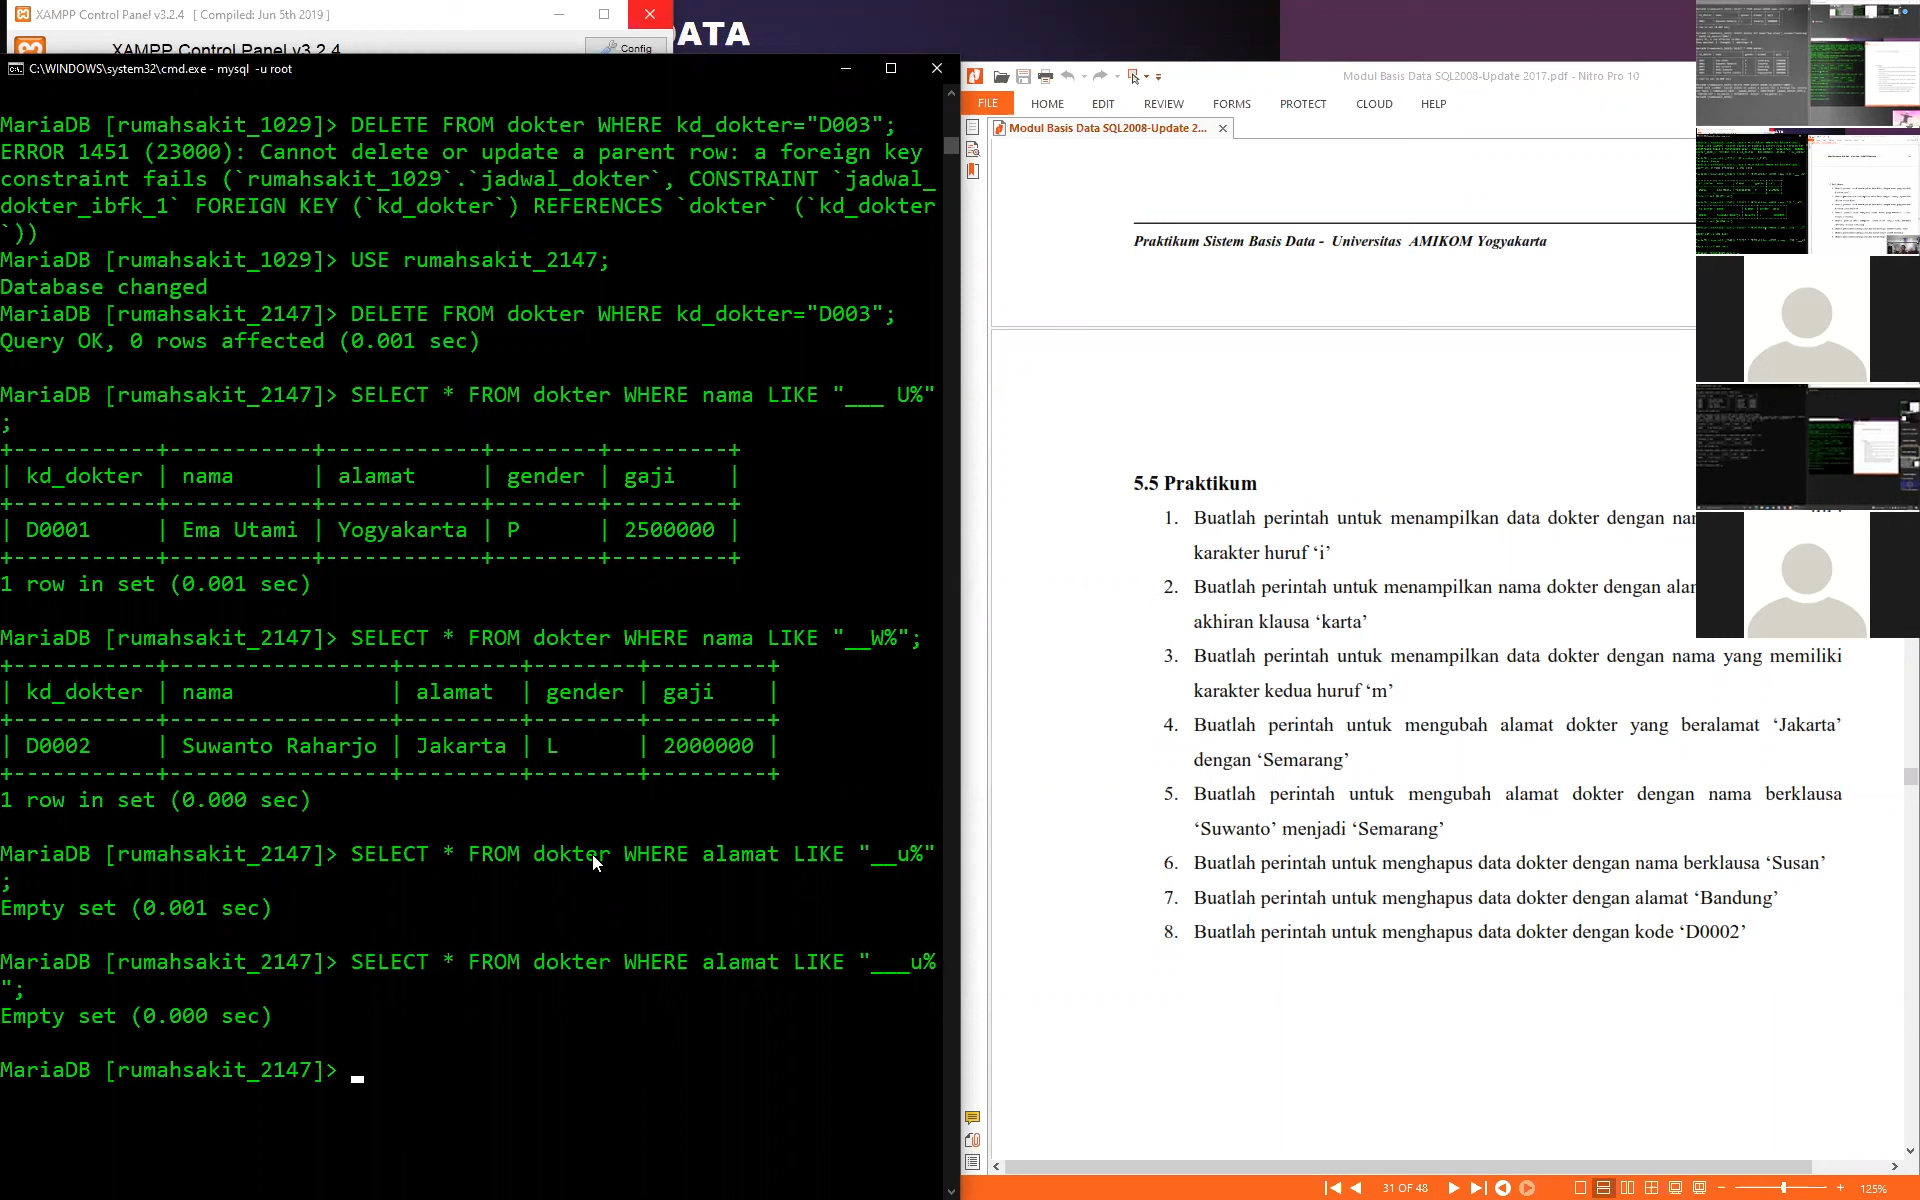 XAMPP Control Panel v3.2.4 [ Compiled: Jun 5th 2019 ]
XAMPP Control Panel v3.2.4
Config
ATA
C:\WINDOWS\system32\cmd.exe - mysql -u root
MariaDB [rumahsakit_1029]> DELETE FROM dokter WHERE kd_dokter="D003";
ERROR 1451 (23000): Cannot delete or update a parent row: a foreign key
constraint fails (`rumahsakit_1029`.`jadwal_dokter`, CONSTRAINT `jadwal_
dokter_ibfk_1` FOREIGN KEY (`kd_dokter`) REFERENCES `dokter` (`kd_dokter
`))
MariaDB [rumahsakit_1029]> USE rumahsakit_2147;
Database changed
MariaDB [rumahsakit_2147]> DELETE FROM dokter WHERE kd_dokter="D003";
Query OK, 0 rows affected (0.001 sec)
MariaDB [rumahsakit_2147]> SELECT * FROM dokter WHERE nama LIKE "___ U%"
;
+-----------+-----------+-------------+--------+---------+
| kd_dokter | nama      | alamat      | gender | gaji    |
+-----------+-----------+-------------+--------+---------+
| D0001     | Ema Utami | Yogyakarta | P      | 2500000 |
+-----------+-----------+-------------+--------+---------+
1 row in set (0.001 sec)
MariaDB [rumahsakit_2147]> SELECT * FROM dokter WHERE nama LIKE "__W%";
+-----------+-----------------+---------+--------+---------+
| kd_dokter | nama            | alamat  | gender | gaji    |
+-----------+-----------------+---------+--------+---------+
| D0002     | Suwanto Raharjo | Jakarta | L      | 2000000 |
+-----------+-----------------+---------+--------+---------+
1 row in set (0.000 sec)
MariaDB [rumahsakit_2147]> SELECT * FROM dokter WHERE alamat LIKE "__u%"
;
Empty set (0.001 sec)
MariaDB [rumahsakit_2147]> SELECT * FROM dokter WHERE alamat LIKE "___u%
";
Empty set (0.000 sec)
MariaDB [rumahsakit_2147]>
Modul Basis Data SQL2008-Update 2017.pdf - Nitro Pro 10
FILE HOME EDIT REVIEW FORMS PROTECT CLOUD HELP
Modul Basis Data SQL2008-Update 2...
Praktikum Sistem Basis Data - Universitas AMIKOM Yogyakarta
5.5 Praktikum
1. Buatlah perintah untuk menampilkan data dokter dengan
karakter huruf ‘i’
2. Buatlah perintah untuk menampilkan nama dokter dengan
akhiran klausa ‘karta’
3. Buatlah perintah untuk menampilkan data dokter dengan nama yang memiliki
karakter kedua huruf ‘m’
4. Buatlah perintah untuk mengubah alamat dokter yang beralamat ‘Jakarta’
dengan ‘Semarang’
5. Buatlah perintah untuk mengubah alamat dokter dengan nama berklausa
‘Suwanto’ menjadi ‘Semarang’
6. Buatlah perintah untuk menghapus data dokter dengan nama berklausa ‘Susan’
7. Buatlah perintah untuk menghapus data dokter dengan alamat ‘Bandung’
8. Buatlah perintah untuk menghapus data dokter dengan kode ‘D0002’
31 OF 48
125%